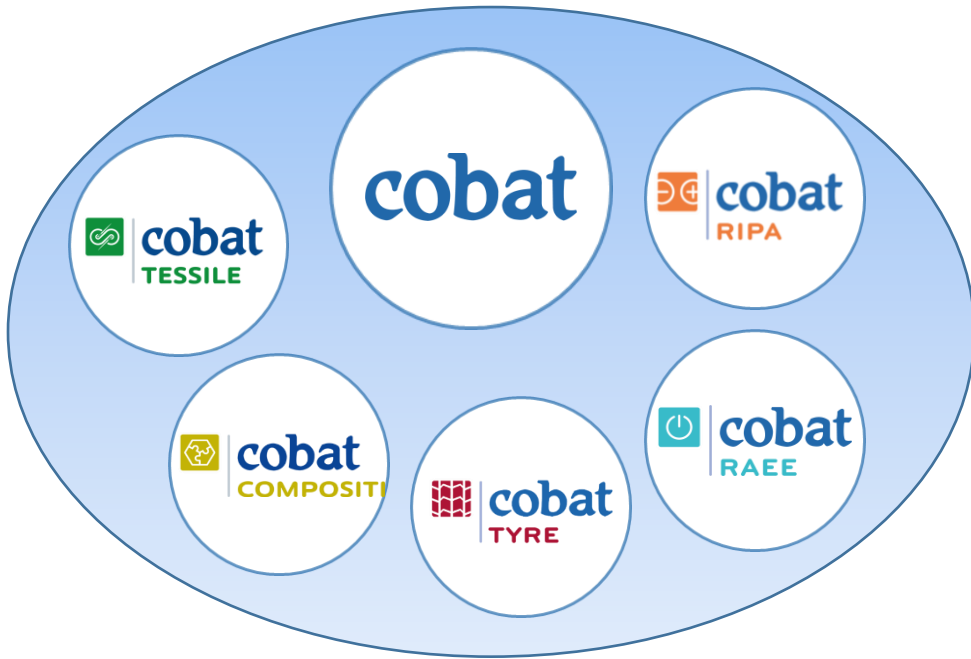 cobat
cobat
RIPA
cobat
TESSILE
cobat
RAEE
cobat
COMPOSITI
cobat
TYRE